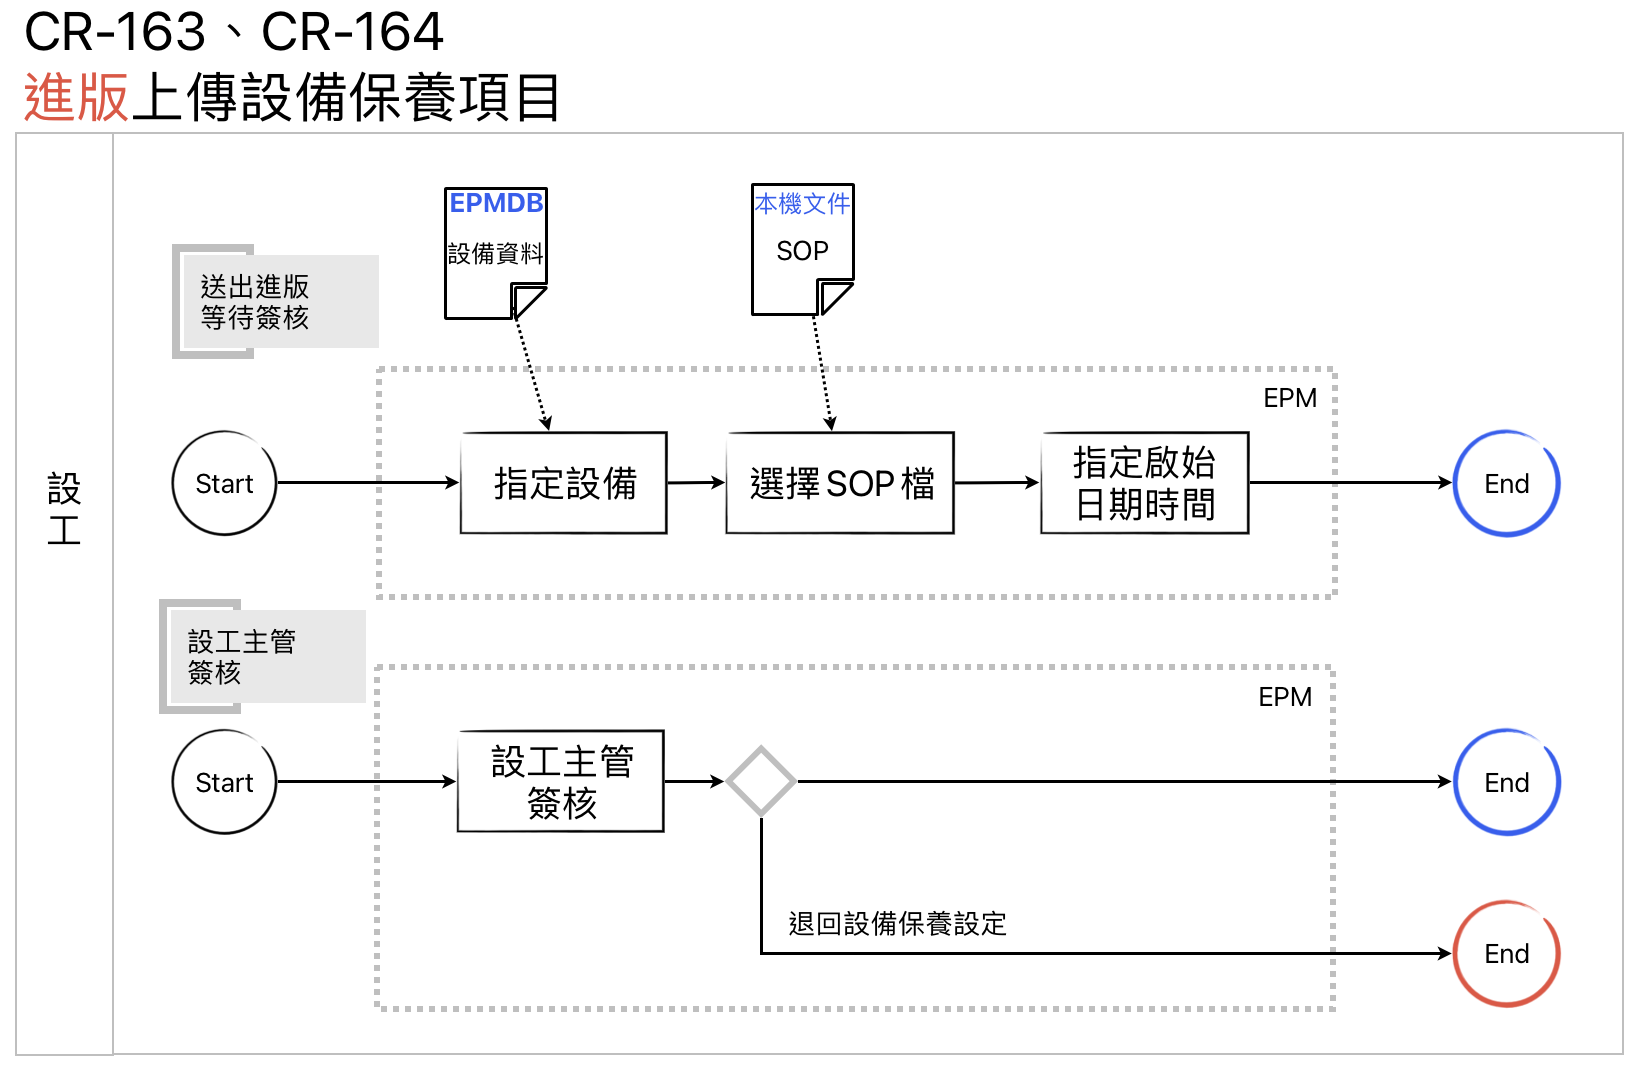 CR-163、CR-164
進版上傳設備保養項目
EPMDB
設備資料
本機文件
SOP
送出進版
等待簽核
EPM
設
工
Start
指定設備
選擇 SOP 檔
指定啟始
日期時間
End
設工主管
簽核
EPM
Start
設工主管
簽核
End
退回設備保養設定
End